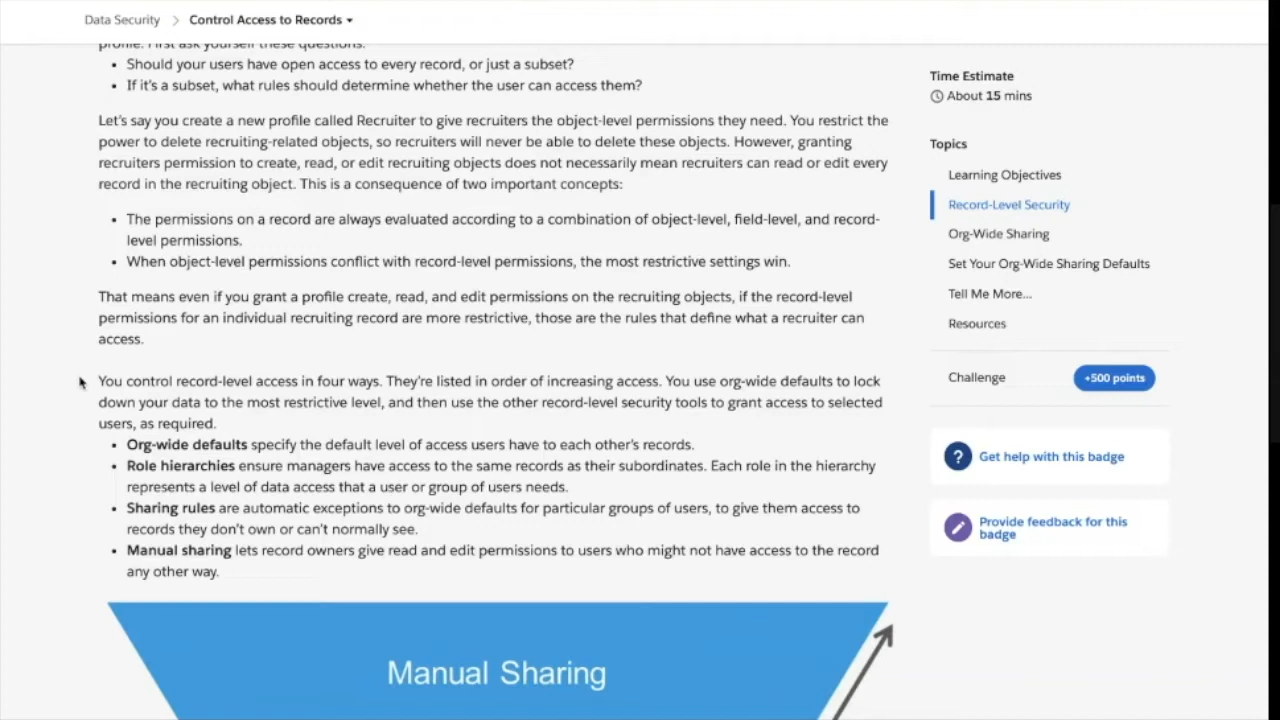 Data Security > Control Access to Records
profile. First ask yourself these questions:
• Should your users have open access to every record, or just a subset?
• If it's a subset, what rules should determine whether the user can access them?
Let's say you create a new profile called Recruiter to give recruiters the object-level permissions they need. You restrict the
power to delete recruiting-related objects, so recruiters will never be able to delete these objects. However, granting
recruiters permission to create, read, or edit recruiting objects does not necessarily mean recruiters can read or edit every
record in the recruiting object. This is a consequence of two important concepts:
• The permissions on a record are always evaluated according to a combination of object-level, field-level, and record-
level permissions.
• When object-level permissions conflict with record-level permissions, the most restrictive settings win.
That means even if you grant a profile create, read, and edit permissions on the recruiting objects, if the record-level
permissions for an individual recruiting record are more restrictive, those are the rules that define what a recruiter can
access.
You control record-level access in four ways. They're listed in order of increasing access. You use org-wide defaults to lock
down your data to the most restrictive level, and then use the other record-level security tools to grant access to selected
users, as required.
• Org-wide defaults specify the default level of access users have to each other's records.
• Role hierarchies ensure managers have access to the same records as their subordinates. Each role in the hierarchy
represents a level of data access that a user or group of users needs.
• Sharing rules are automatic exceptions to org-wide defaults for particular groups of users, to give them access to
records they don't own or can't normally see.
• Manual sharing lets record owners give read and edit permissions to users who might not have access to the record
any other way.
Manual Sharing
Time Estimate
About 15 mins
Topics
Learning Objectives
Record-Level Security
Org-Wide Sharing
Set Your Org-Wide Sharing Defaults
Tell Me More...
Resources
Challenge +500 points
? Get help with this badge
Provide feedback for this
badge